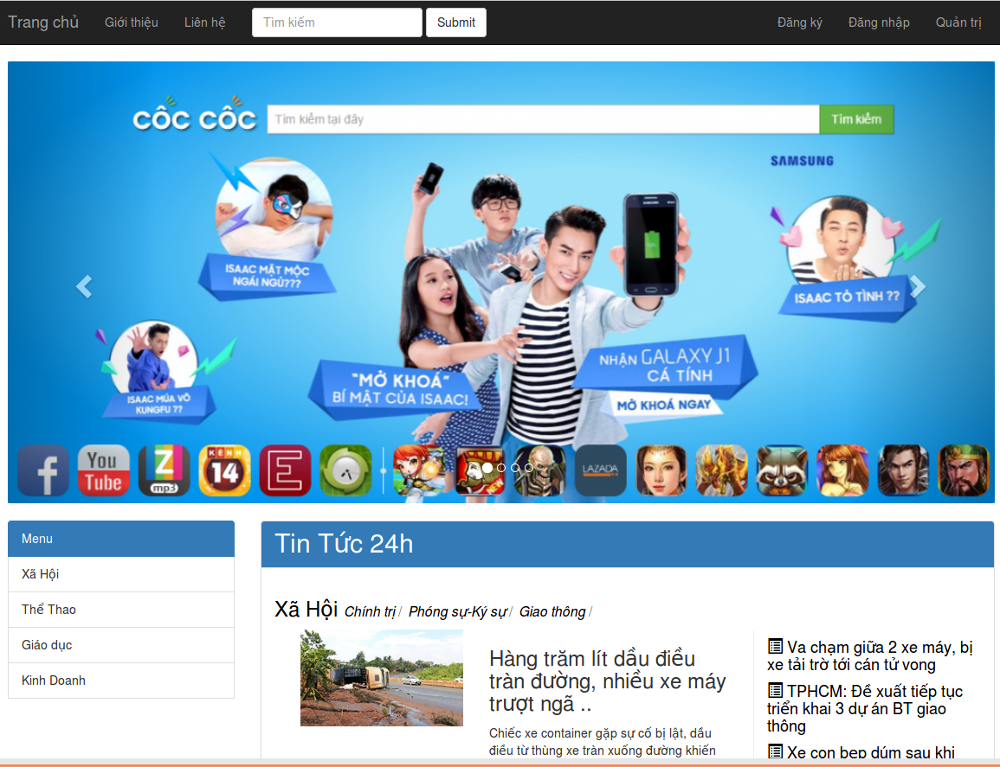 Trang chủ Giới thiệu Liên hệ Tìm kiếm Submit Đăng ký Đăng nhập Quản trị
CỐC CỐC Tìm kiếm tại đây Tìm kiếm
SAMSUNG
SAMSUNG
ISAAC MẶT MỘC
NGÁI NGỦ???
ISAAC TỎ TÌNH ??
NHẬN GALAXY J1
CÁ TÍNH
"MỞ KHOÁ"
BÍ MẬT CỦA ISAAC!
MỞ KHOÁ NGAY
ISAAC MÚA VÕ
KUNGFU ??
f
You
Tube
Z
mp3
KÊNH
14
E
NEW
LAZADA
Menu
Xã Hội
Thể Thao
Giáo dục
Kinh Doanh
Tin Tức 24h
Xã Hội Chính trị / Phóng sự-Ký sự / Giao thông /
Hàng trăm lít dầu điều
tràn đường, nhiều xe máy
trượt ngã ..
Chiếc xe container gặp sự cố bị lật, dầu
điều từ thùng xe tràn xuống đường khiến
Va chạm giữa 2 xe máy, bị
xe tải trờ tới cán tử vong
TPHCM: Đề xuất tiếp tục
triển khai 3 dự án BT giao
thông
Xe con bẹp dúm sau khi